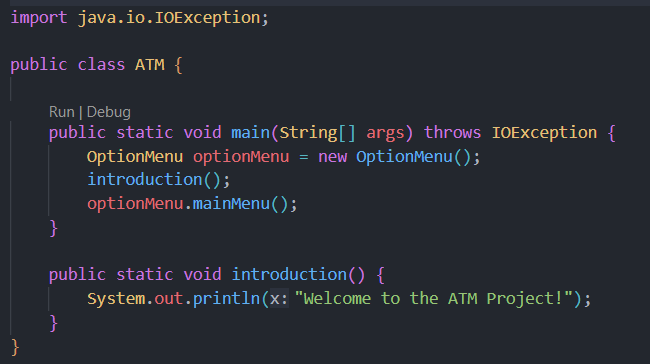 import java.io.IOException;
public class ATM {
Run | Debug
public static void main(String[] args) throws IOException {
OptionMenu optionMenu = new OptionMenu();
introduction();
optionMenu.mainMenu();
}
public static void introduction() {
System.out.println(x: "Welcome to the ATM Project!");
}
}